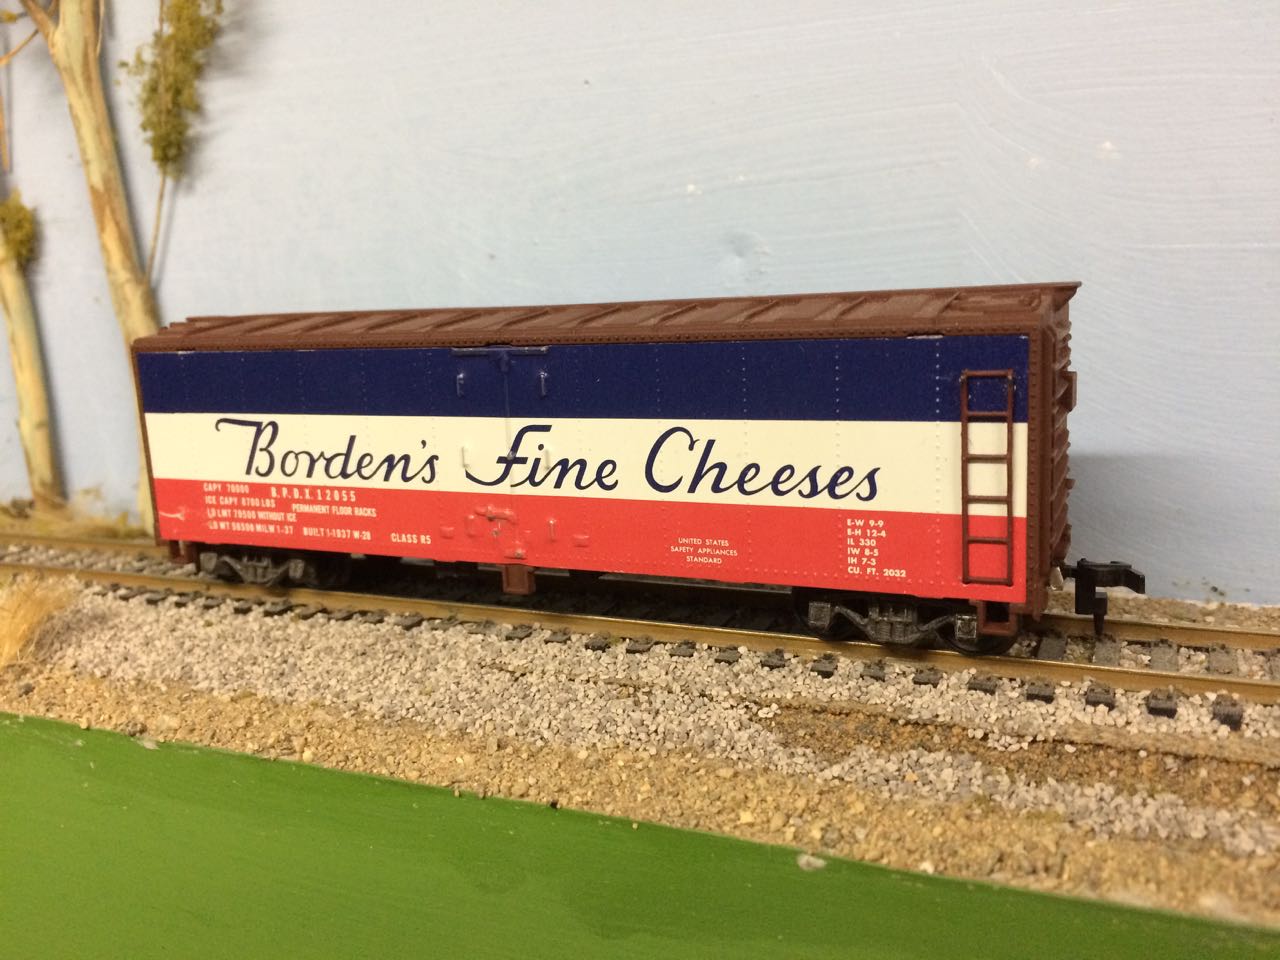 Borden's Fine Cheeses
CAPY. 70000 B.P.D.X. 12055
ICE CAPY 8700 LBS PERMANENT FLOOR RACKS
LD LMT 79500 WITHOUT ICE
LD WT 56500 MILW 1-37 BUILT 1-1937 W-28 CLASS RS
UNITED STATES
SAFETY APPLIANCES
STANDARD
E-W 9-9
E-H 12-4
IL 330
IW 8-5
IH 7-3
CU. FT. 2032